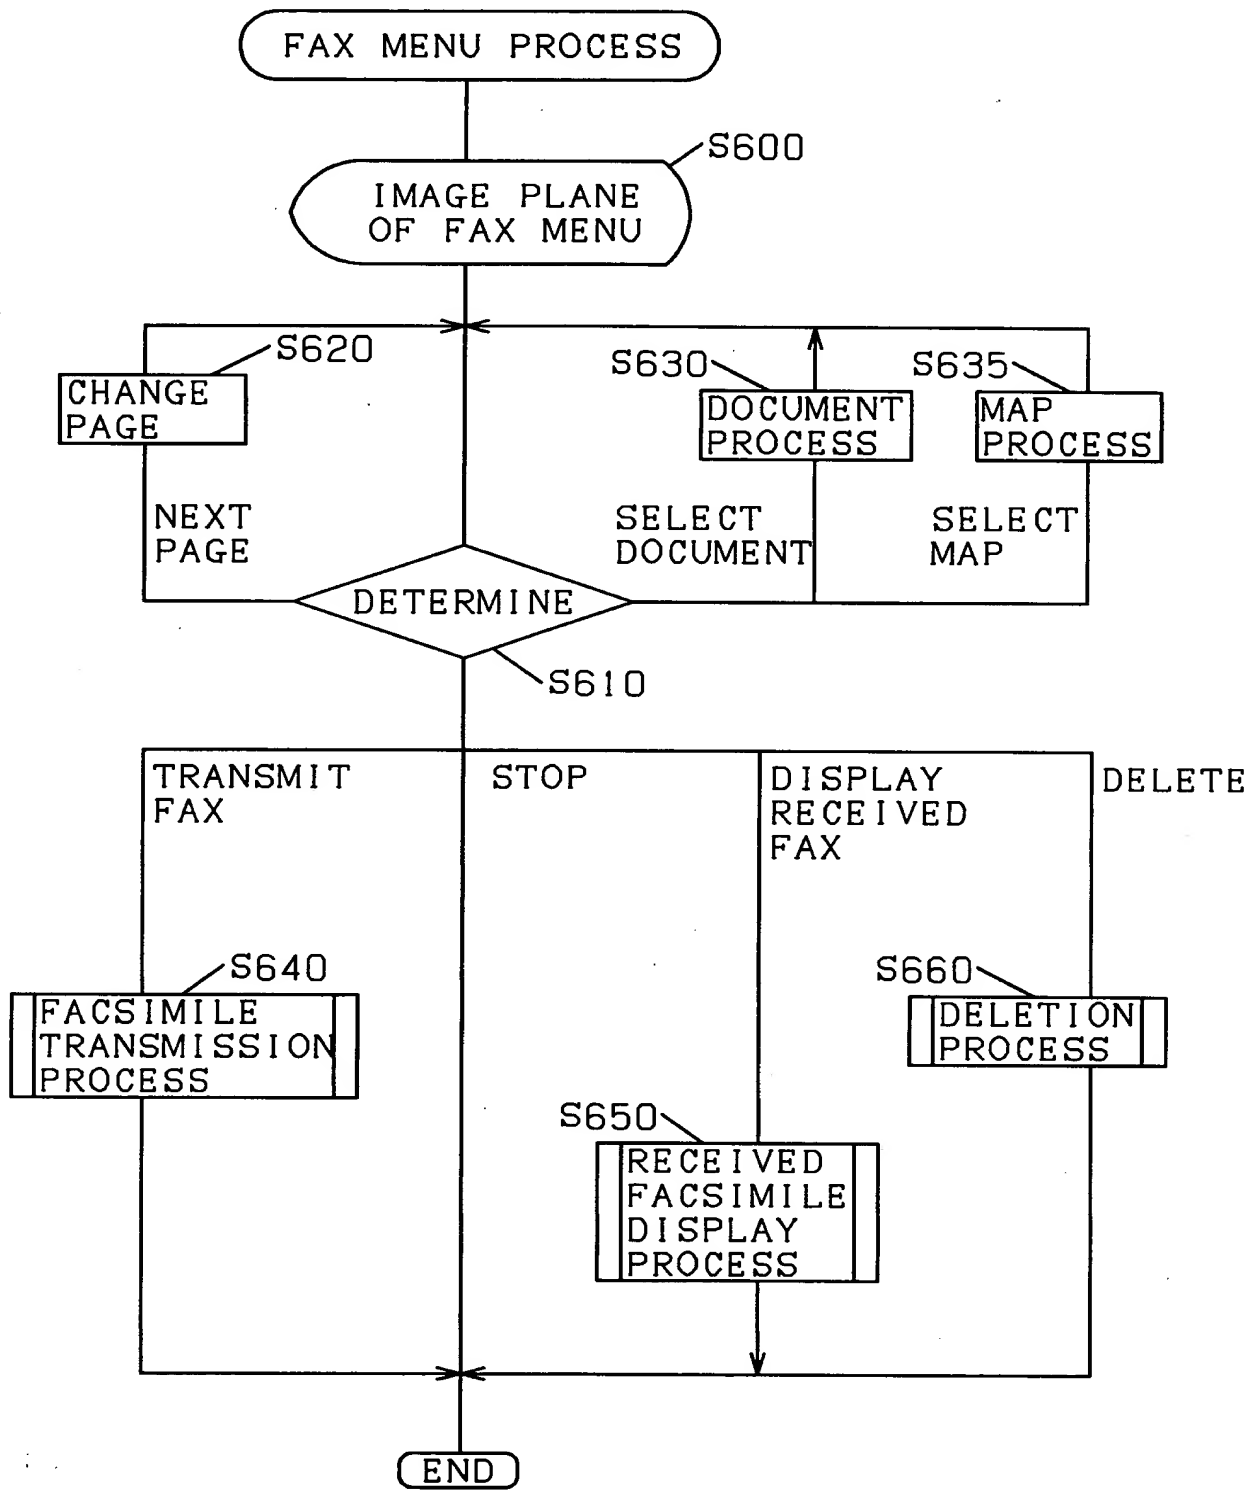 FAX MENU PROCESS
S600
IMAGE PLANE
OF FAX MENU
S620
CHANGE
PAGE
S630
DOCUMENT
PROCESS
S635
MAP
PROCESS
NEXT
PAGE
SELECT
DOCUMENT
SELECT
MAP
DETERMINE
S610
TRANSMIT
FAX
STOP
DISPLAY
RECEIVED
FAX
DELETE
S640
FACSIMILE
TRANSMISSION
PROCESS
S660
DELETION
PROCESS
S650
RECEIVED
FACSIMILE
DISPLAY
PROCESS
END